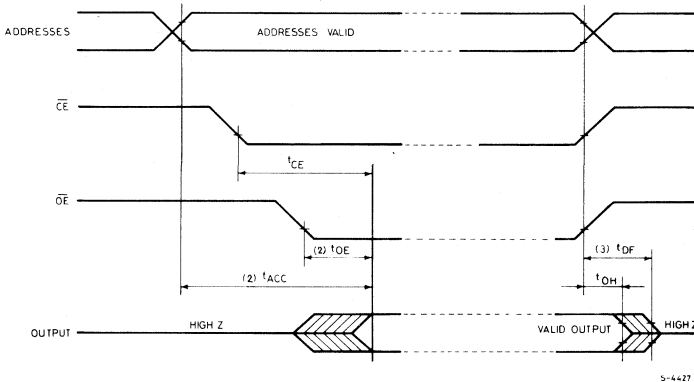 ADDRESSES
ADDRESSES VALID
CE
tCE
OE
(2) tOE
(3) tDF
(2) tACC
tOH
HIGH Z
VALID OUTPUT
HIGH Z
OUTPUT
S-4427